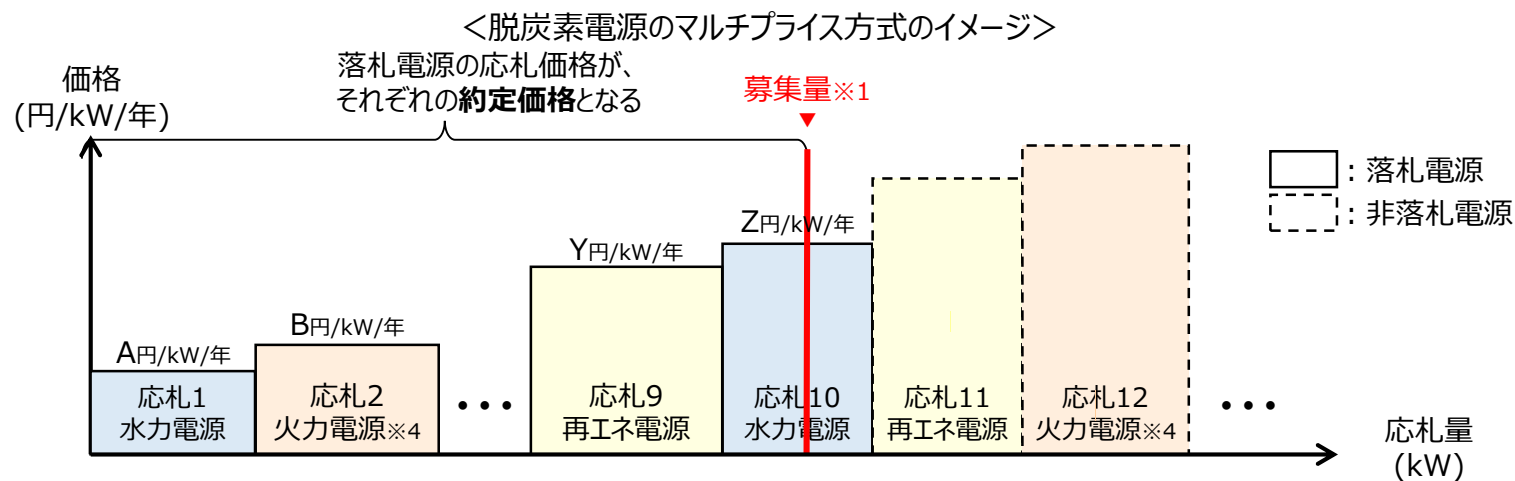 ＜脱炭素電源のマルチプライス方式のイメージ＞
価格
(円/kW/年)
落札電源の応札価格が、
それぞれの約定価格となる
募集量※1
：落札電源
：非落札電源
A円/kW/年
B円/kW/年
Y円/kW/年
Z円/kW/年
応札1
水力電源
応札2
火力電源※4
・・・
応札9
再エネ電源
応札10
水力電源
応札11
再エネ電源
応札12
火力電源※4
・・・
応札量
(kW)